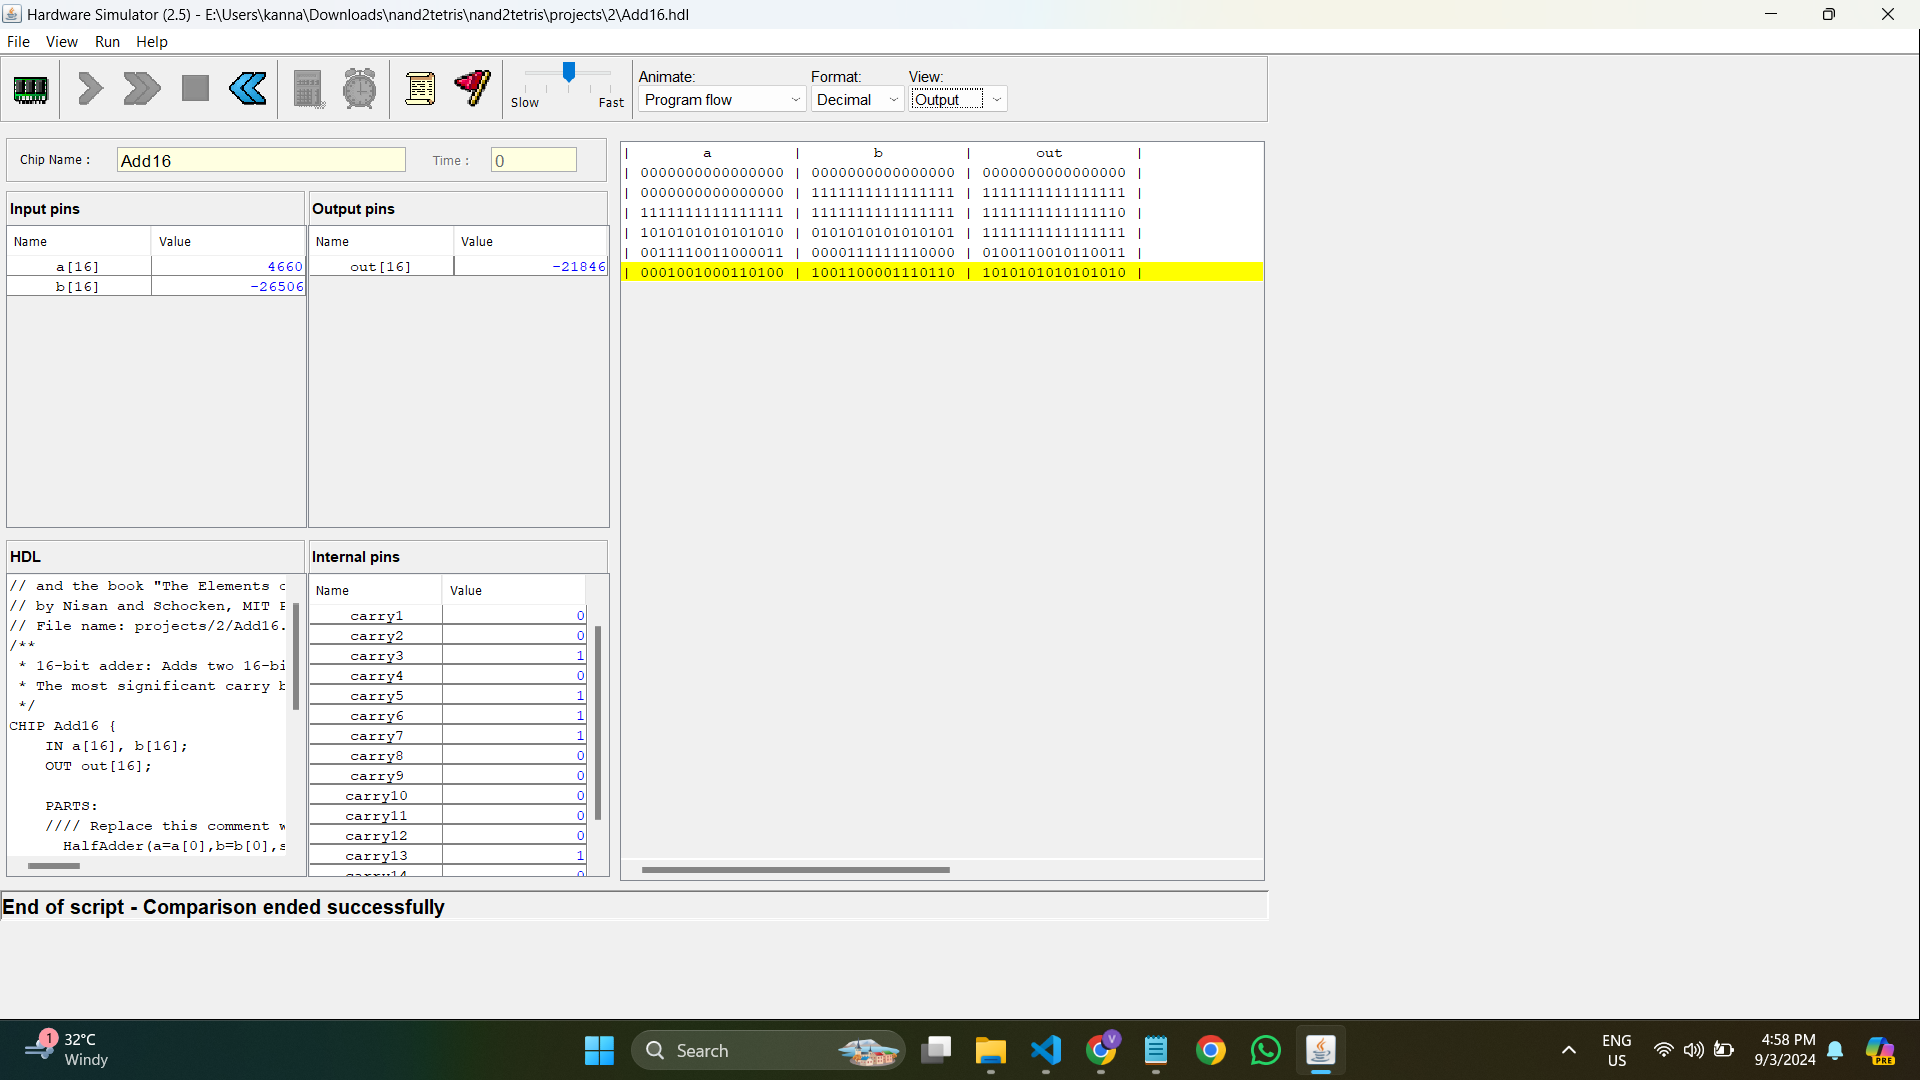 Hardware Simulator (2.5) - E:\Users\kanna\Downloads\nand2tetris\nand2tetris\projects\2\Add16.hdl
File View Run Help
Slow Fast
Animate: Format: View:
Program flow Decimal Output
Chip Name : Add16 Time : 0
Input pins
Name Value
a[16] 4660
b[16] -26506
Output pins
Name Value
out[16] -21846
| a | b | out |
| 0000000000000000 | 0000000000000000 | 0000000000000000 |
| 0000000000000000 | 1111111111111111 | 1111111111111111 |
| 1111111111111111 | 1111111111111111 | 1111111111111110 |
| 1010101010101010 | 0101010101010101 | 1111111111111111 |
| 0011110011000011 | 0000111111110000 | 0100110010110011 |
| 0001001000110100 | 1001100001110110 | 1010101010101010 |
HDL
// and the book "The Elements
// by Nisan and Schocken, MIT
// File name: projects/2/Add16.
/**
* 16-bit adder: Adds two 16-bi
* The most significant carry b
*/
CHIP Add16 {
IN a[16], b[16];
OUT out[16];
PARTS:
//// Replace this comment w
HalfAdder(a=a[0],b=b[0],s
Internal pins
Name Value
carry1 0
carry2 0
carry3 1
carry4 0
carry5 1
carry6 1
carry7 1
carry8 0
carry9 0
carry10 0
carry11 0
carry12 0
carry13 1
carry14 0
End of script - Comparison ended successfully
1
32°C
Windy
Search
V
ENG
US
4:58 PM
9/3/2024
PRE